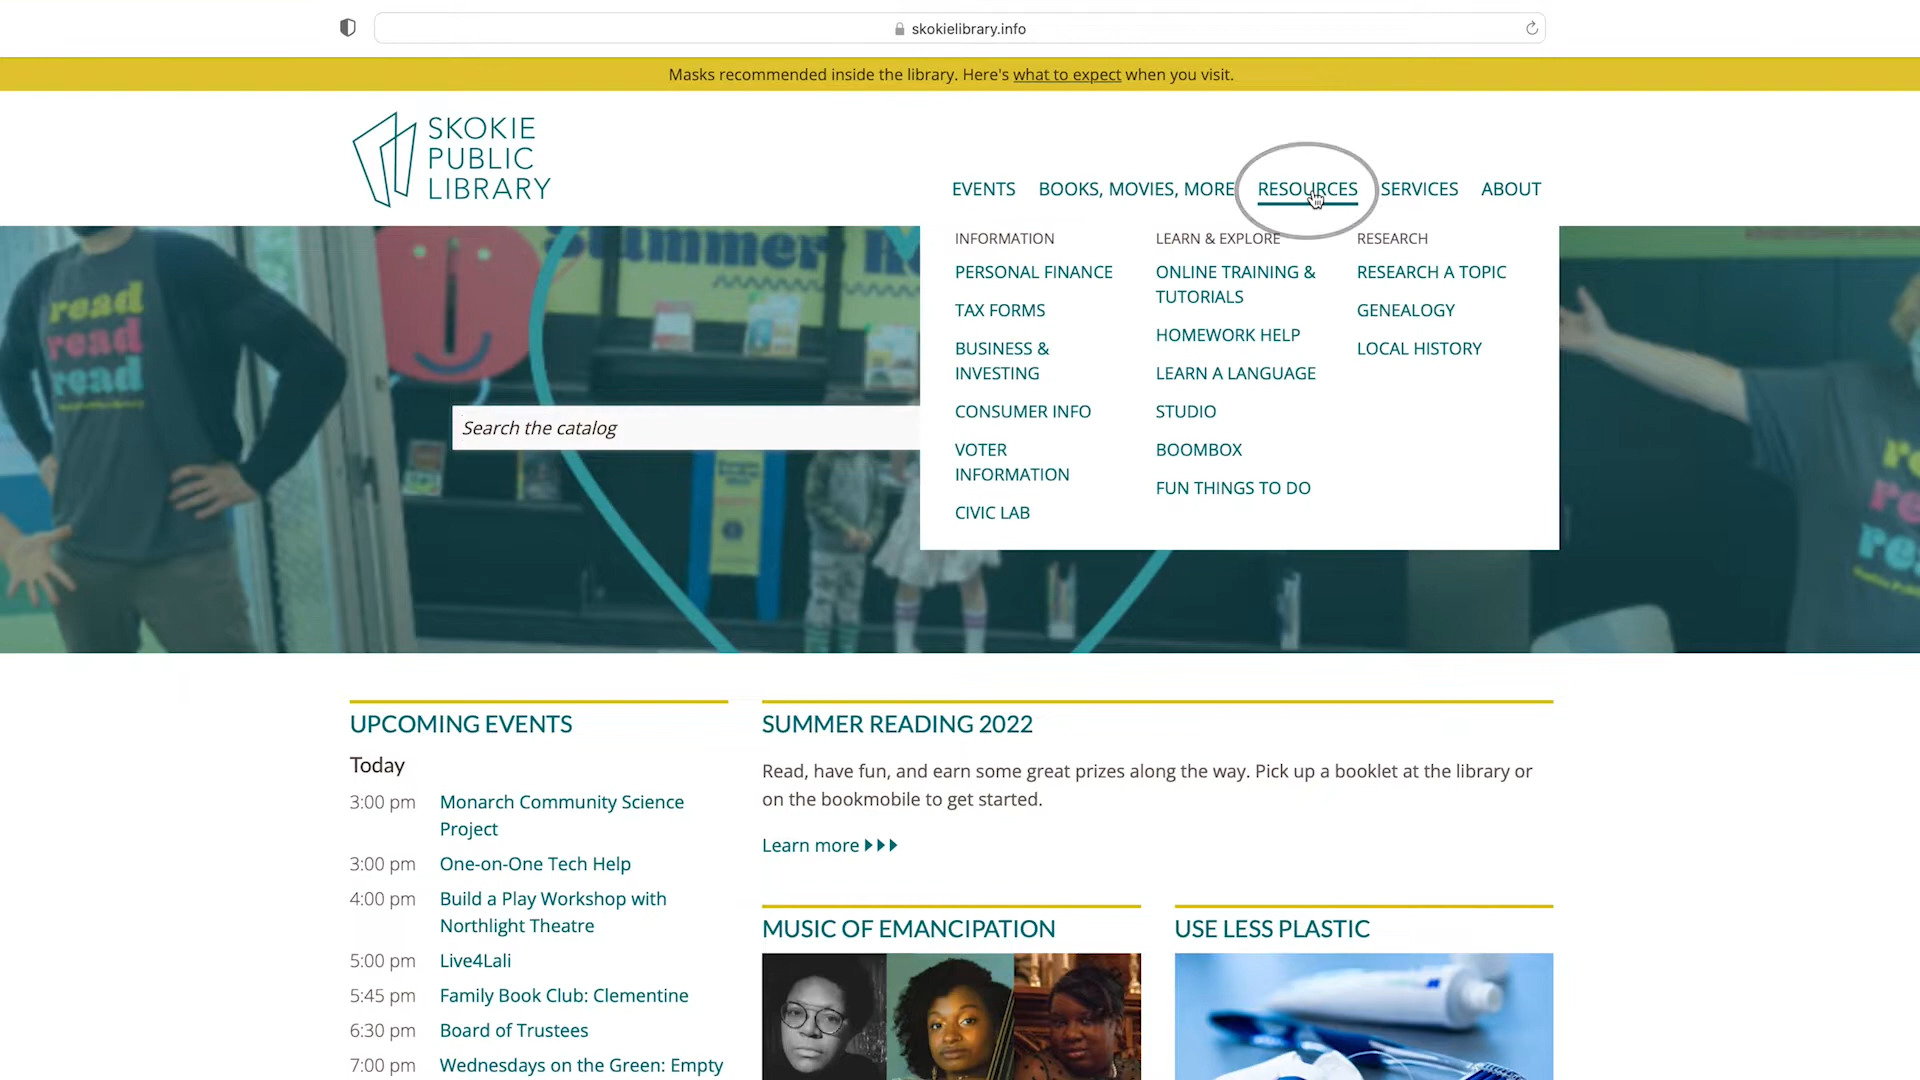 skokielibrary.info
Masks recommended inside the library. Here's what to expect when you visit.
SKOKIE
PUBLIC
LIBRARY
EVENTS BOOKS, MOVIES, MORE RESOURCES SERVICES ABOUT
INFORMATION
PERSONAL FINANCE
TAX FORMS
BUSINESS &
INVESTING
CONSUMER INFO
VOTER
INFORMATION
CIVIC LAB
LEARN & EXPLORE
ONLINE TRAINING &
TUTORIALS
HOMEWORK HELP
LEARN A LANGUAGE
STUDIO
BOOMBOX
FUN THINGS TO DO
RESEARCH
RESEARCH A TOPIC
GENEALOGY
LOCAL HISTORY
Summer
read
read
read
Search the catalog
UPCOMING EVENTS
Today
3:00 pm Monarch Community Science
Project
3:00 pm One-on-One Tech Help
4:00 pm Build a Play Workshop with
Northlight Theatre
5:00 pm Live4Lali
5:45 pm Family Book Club: Clementine
6:30 pm Board of Trustees
7:00 pm Wednesdays on the Green: Empty
SUMMER READING 2022
Read, have fun, and earn some great prizes along the way. Pick up a booklet at the library or
on the bookmobile to get started.
Learn more
MUSIC OF EMANCIPATION
USE LESS PLASTIC